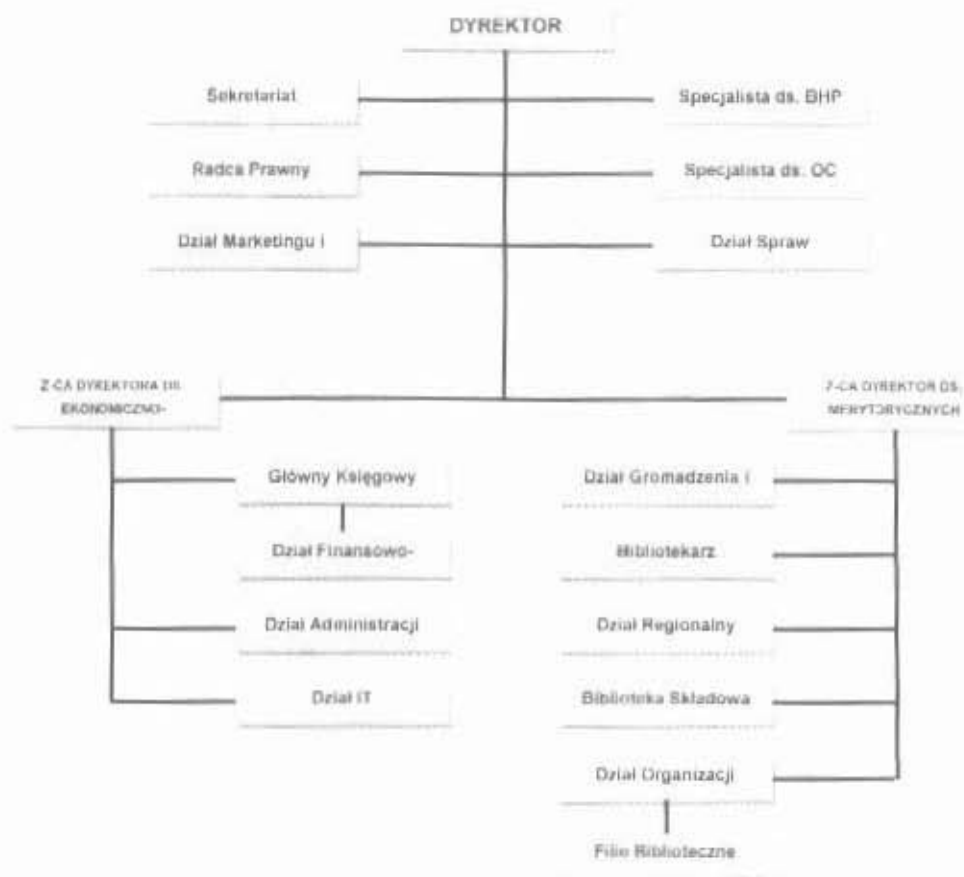 DYREKTOR
Sekretariat
Specjalista ds. BHP
Radca Prawny
Specjalista ds. OC
Dział Marketingu i
Dział Spraw
Z-CA DYREKTORA DS.
EKONOMICZNO-
Z-CA DYREKTOR DS.
MERYTORYCZNYCH
Główny Księgowy
Dział Gromadzenia i
Dział Finansowo-
Bibliotekarz
Dział Administracji
Dział Regionalny
Dział IT
Biblioteka Składowa
Dział Organizacji
Filie Biblioteczne